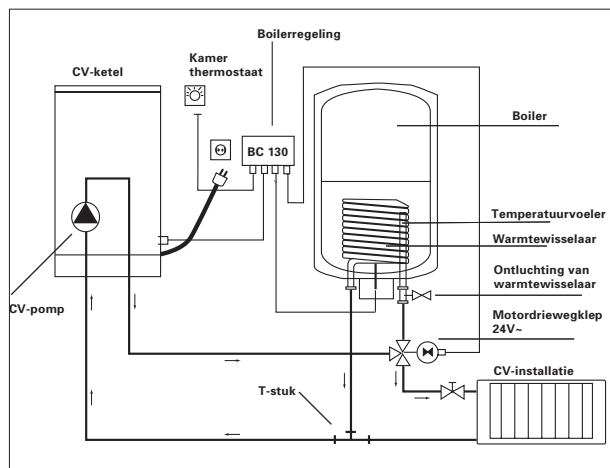 Boilerregeling
Kamer
thermostaat
CV-ketel
BC 130
Boiler
Temperatuurvoeler
Warmtewisselaar
Ontluchting van
warmtewisselaar
Motordriewegklep
24V~
CV-pomp
CV-installatie
T-stuk